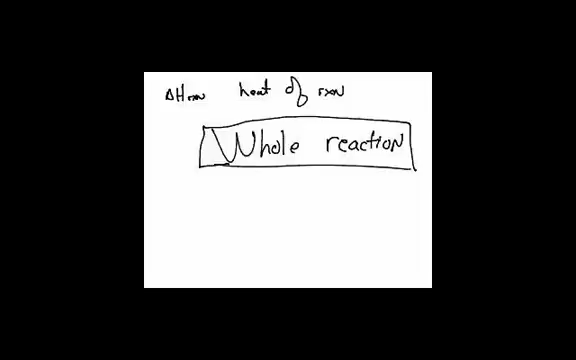 ΔHrxn heat of rxn
Whole reaction